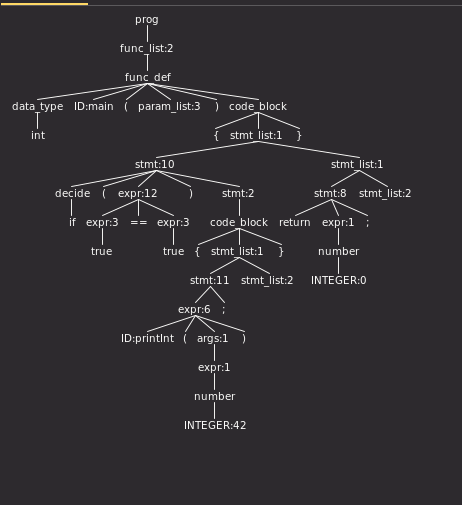 prog
func_list:2
func_def
data_type ID:main ( param_list:3 ) code_block
int { stmt_list:1 }
stmt:10 stmt_list:1
decide ( expr:12 ) stmt:2 stmt:8 stmt_list:2
if expr:3 == expr:3 code_block return expr:1 ;
true true { stmt_list:1 } number
stmt:11 stmt_list:2 INTEGER:0
expr:6 ;
ID:printInt ( args:1 )
expr:1
number
INTEGER:42